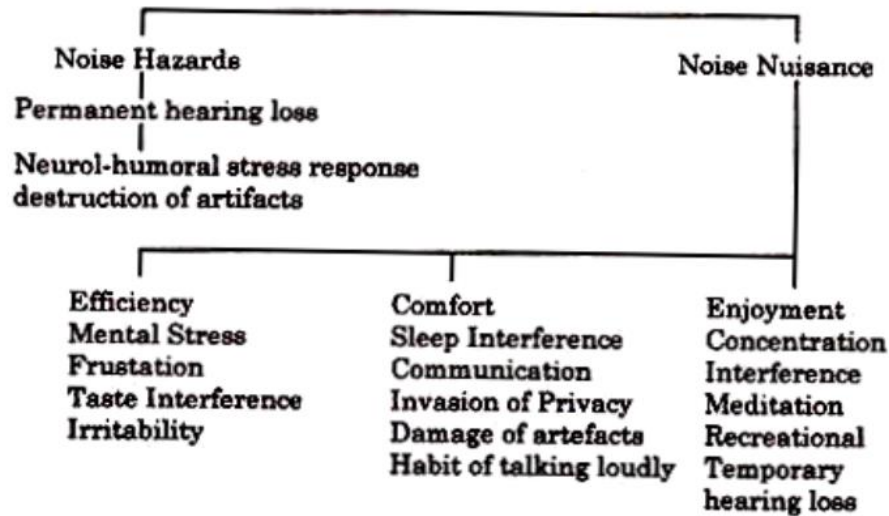 Noise Hazards
Noise Nuisance
Permanent hearing loss
Neurol-humoral stress response
destruction of artifacts
Efficiency
Mental Stress
Frustation
Taste Interference
Irritability
Comfort
Sleep Interference
Communication
Invasion of Privacy
Damage of artefacts
Habit of talking loudly
Enjoyment
Concentration
Interference
Meditation
Recreational
Temporary
hearing loss